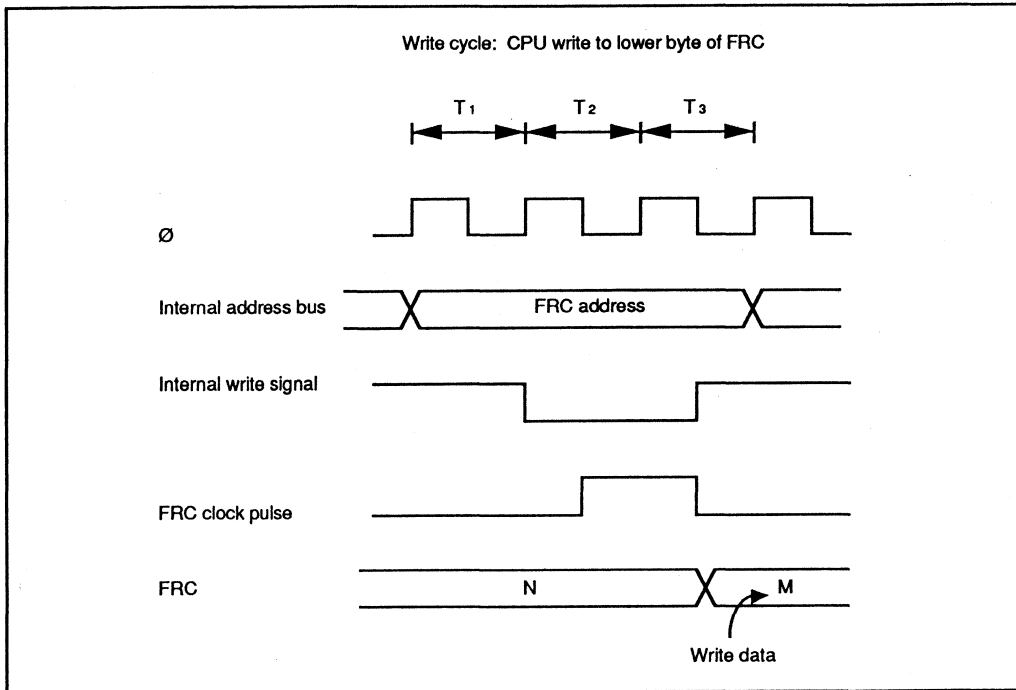 Write cycle: CPU write to lower byte of FRC
T1 T2 T3
Ø
Internal address bus FRC address
Internal write signal
FRC clock pulse
FRC N M
Write data